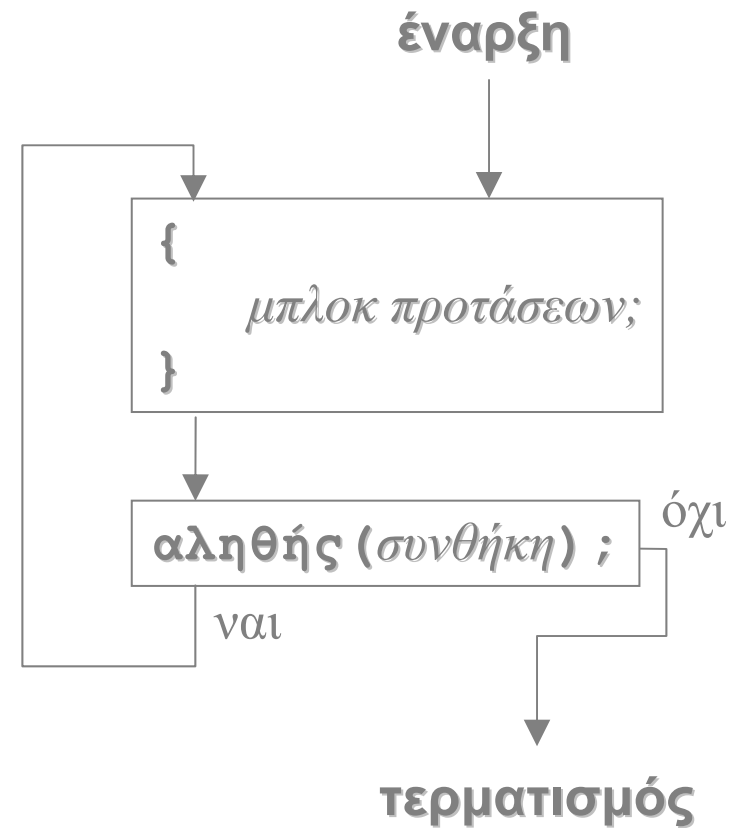 έναρξη
{
μπλοκ προτάσεων;
}
αληθής(συνθήκη);
όχι
ναι
τερματισμός